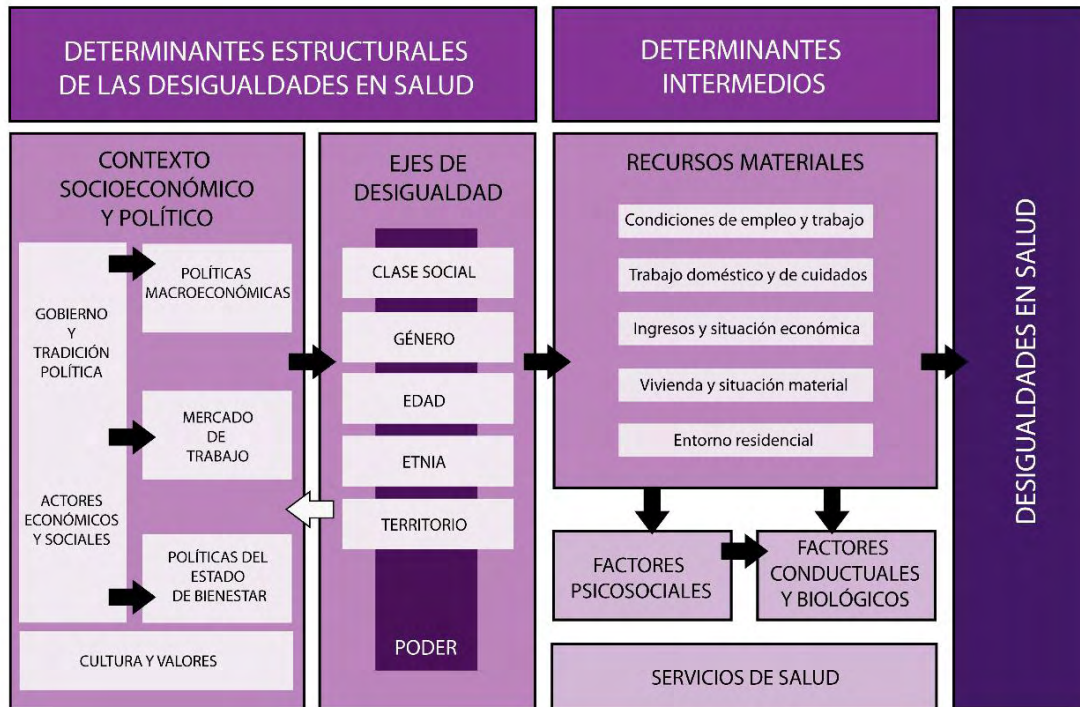 DETERMINANTES ESTRUCTURALES
DE LAS DESIGUALDADES EN SALUD
DETERMINANTES
INTERMEDIOS
CONTEXTO
SOCIOECONÓMICO
Y POLÍTICO
GOBIERNO
Y
TRADICIÓN
POLÍTICA
ACTORES
ECONÓMICOS
Y SOCIALES
POLÍTICAS
MACROECONÓMICAS
MERCADO
DE
TRABAJO
POLÍTICAS DEL
ESTADO
DE BIENESTAR
CULTURA Y VALORES
EJES DE
DESIGUALDAD
CLASE SOCIAL
GÉNERO
EDAD
ETNIA
TERRITORIO
PODER
RECURSOS MATERIALES
Condiciones de empleo y trabajo
Trabajo doméstico y de cuidados
Ingresos y situación económica
Vivienda y situación material
Entorno residencial
FACTORES
PSICOSOCIALES
FACTORES
CONDUCTUALES
Y BIOLÓGICOS
SERVICIOS DE SALUD
DESIGUALDADES EN SALUD